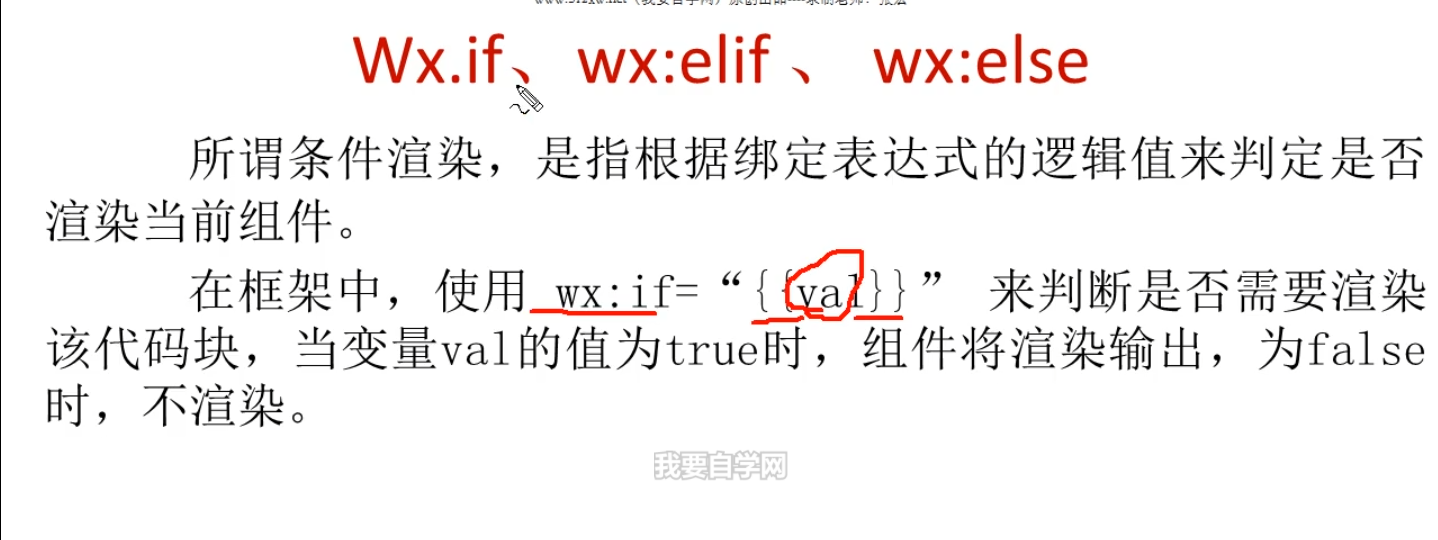 Wx.if、 wx:elif 、 wx:else
所谓条件渲染，是指根据绑定表达式的逻辑值来判定是否
渲染当前组件。
在框架中，使用 wx:if=“{{val}}” 来判断是否需要渲染
该代码块，当变量val的值为true时，组件将渲染输出，为false
时，不渲染。
我要自学网